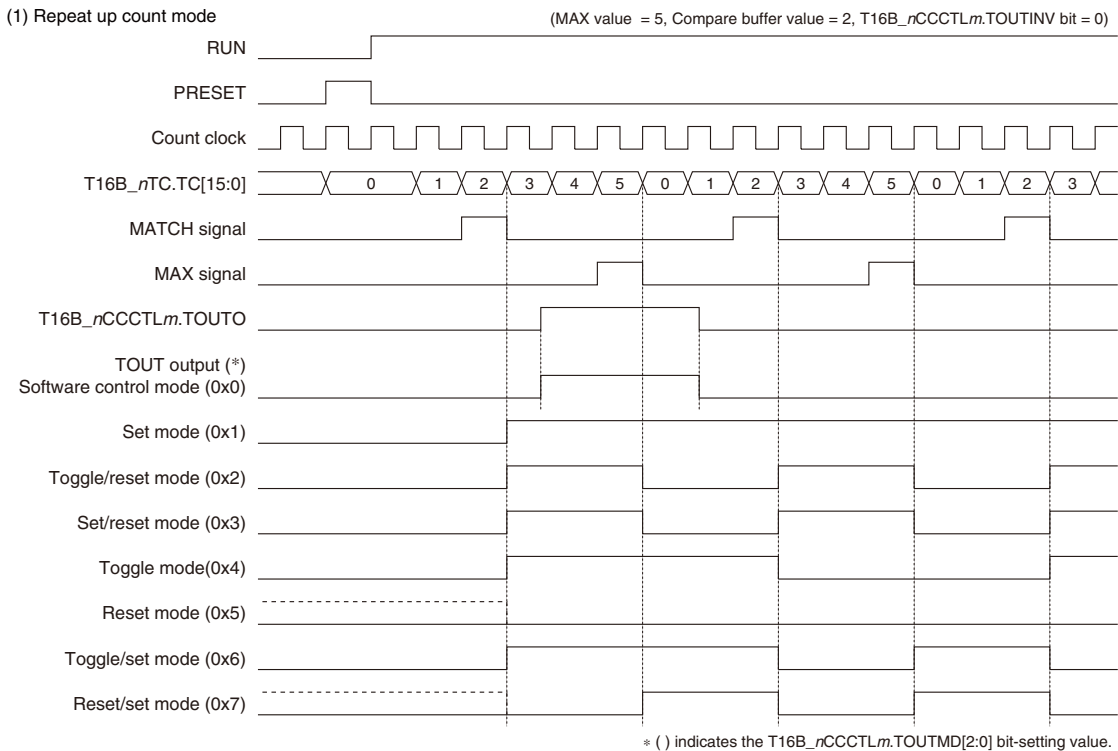 (1) Repeat up count mode
(MAX value = 5, Compare buffer value = 2, T16B_nCCCTLm.TOUTINV bit = 0)
RUN
PRESET
Count clock
T16B_nTC.TC[15:0] 0 1 2 3 4 5 0 1 2 3 4 5 0 1 2 3
MATCH signal
MAX signal
T16B_nCCCTLm.TOUTO
TOUT output (*)
Software control mode (0x0)
Set mode (0x1)
Toggle/reset mode (0x2)
Set/reset mode (0x3)
Toggle mode(0x4)
Reset mode (0x5)
Toggle/set mode (0x6)
Reset/set mode (0x7)
* ( ) indicates the T16B_nCCCTLm.TOUTMD[2:0] bit-setting value.